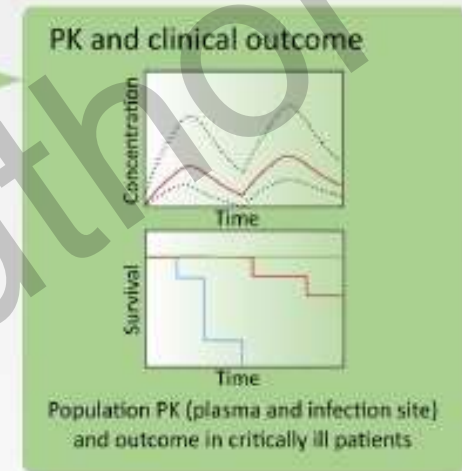 PK and clinical outcome
Concentration
Time
Survival
Time
Population PK (plasma and infection site)
and outcome in critically ill patients